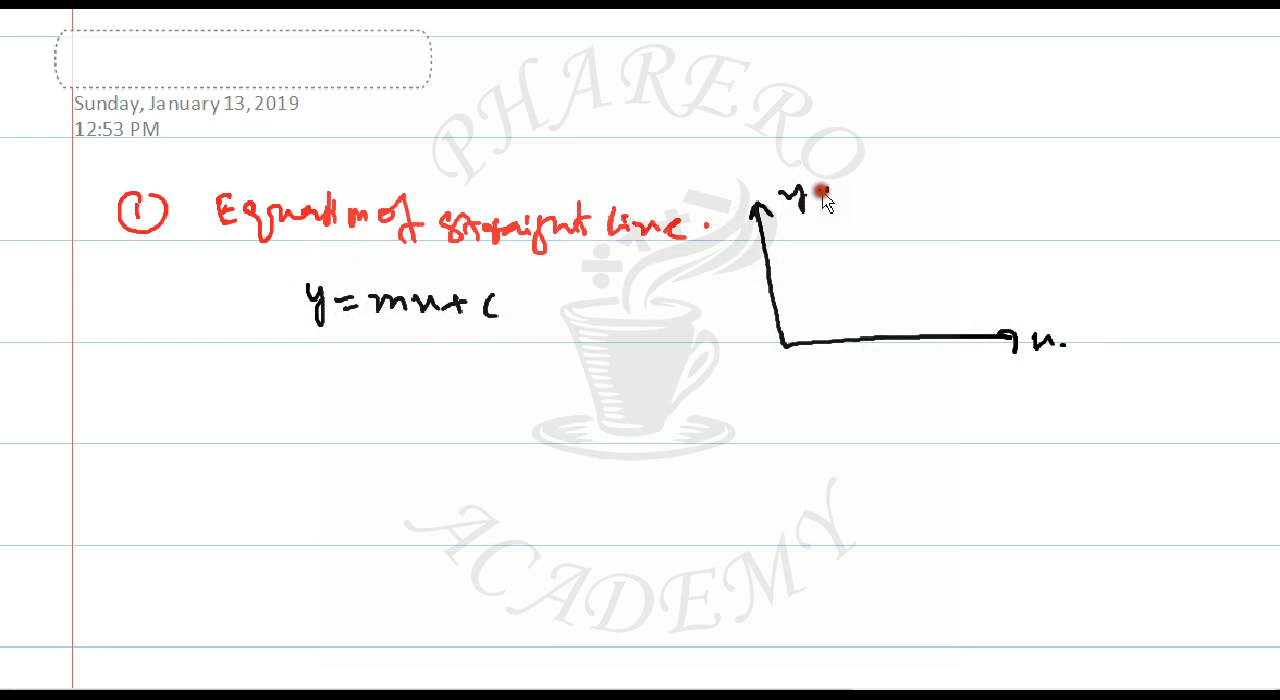 PHARERO
Sunday, January 13, 2019
12:53 PM
① Equation of straight line.
y = mx + c
y
x.
ACADEMY